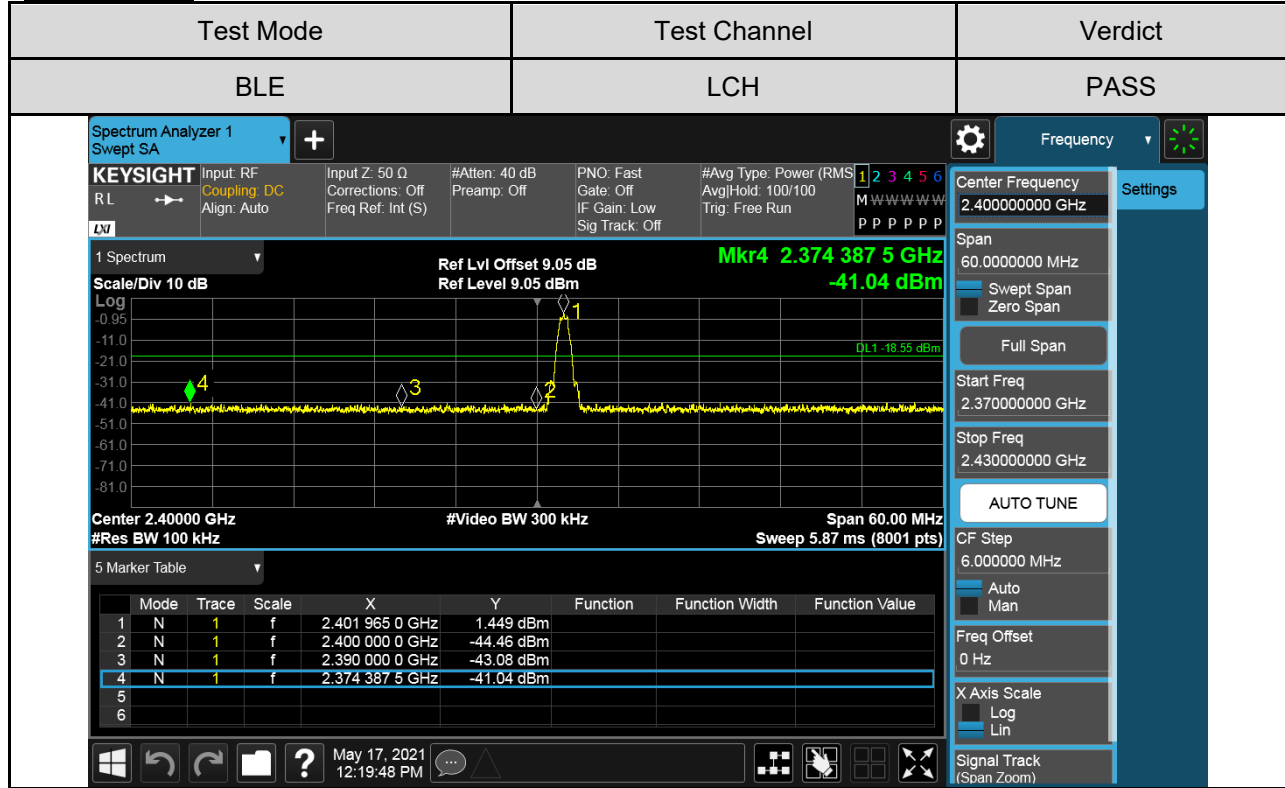 Test Mode Test Channel Verdict
BLE LCH PASS
Spectrum Analyzer 1
Swept SA
+
Frequency
KEYSIGHT
RL
LXI
Input: RF
Coupling: DC
Align: Auto
Input Z: 50 Ω
Corrections: Off
Freq Ref: Int (S)
#Atten: 40 dB
Preamp: Off
PNO: Fast
Gate: Off
IF Gain: Low
Sig Track: Off
#Avg Type: Power (RMS
Avg|Hold: 100/100
Trig: Free Run
1 2 3 4 5 6
M W W W W W
P P P P P P
1 Spectrum
Scale/Div 10 dB
Ref Lvl Offset 9.05 dB
Ref Level 9.05 dBm
Mkr4 2.374 387 5 GHz
-41.04 dBm
Log
-0.95
-11.0
-21.0
-31.0
-41.0
-51.0
-61.0
-71.0
-81.0
1
DL1 -18.55 dBm
4
3
2
Center 2.40000 GHz
#Video BW 300 kHz
Span 60.00 MHz
#Res BW 100 kHz
Sweep 5.87 ms (8001 pts)
5 Marker Table
Mode Trace Scale X Y Function Function Width Function Value
1 N 1 f 2.401 965 0 GHz 1.449 dBm
2 N 1 f 2.400 000 0 GHz -44.46 dBm
3 N 1 f 2.390 000 0 GHz -43.08 dBm
4 N 1 f 2.374 387 5 GHz -41.04 dBm
5
6
?
May 17, 2021
12:19:48 PM
Center Frequency
2.400000000 GHz
Settings
Span
60.0000000 MHz
Swept Span
Zero Span
Full Span
Start Freq
2.370000000 GHz
Stop Freq
2.430000000 GHz
AUTO TUNE
CF Step
6.000000 MHz
Auto
Man
Freq Offset
0 Hz
X Axis Scale
Log
Lin
Signal Track
(Span Zoom)